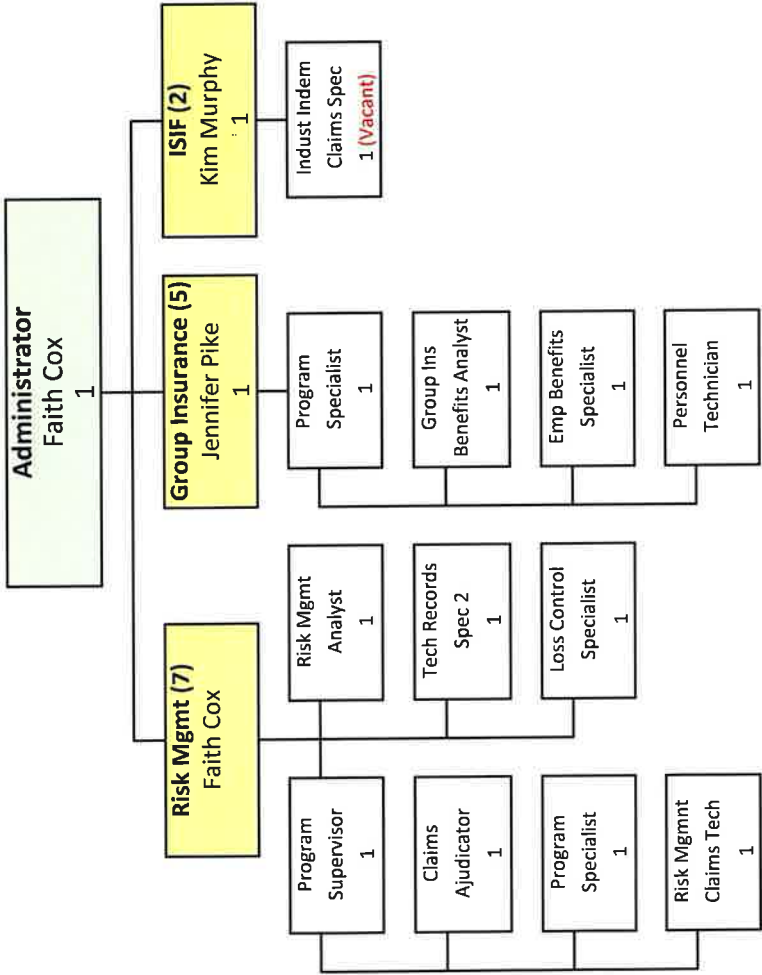 Administrator
Faith Cox
1
Risk Mgmt (7)
Faith Cox
Group Insurance (5)
Jennifer Pike
1
ISIF (2)
Kim Murphy
1
Program
Supervisor
1
Claims
Ajudicator
1
Program
Specialist
1
Risk Mgmnt
Claims Tech
1
Risk Mgmt
Analyst
1
Tech Records
Spec 2
1
Loss Control
Specialist
1
Program
Specialist
1
Group Ins
Benefits Analyst
1
Emp Benefits
Specialist
1
Personnel
Technician
1
Indust Indem
Claims Spec
1 (Vacant)